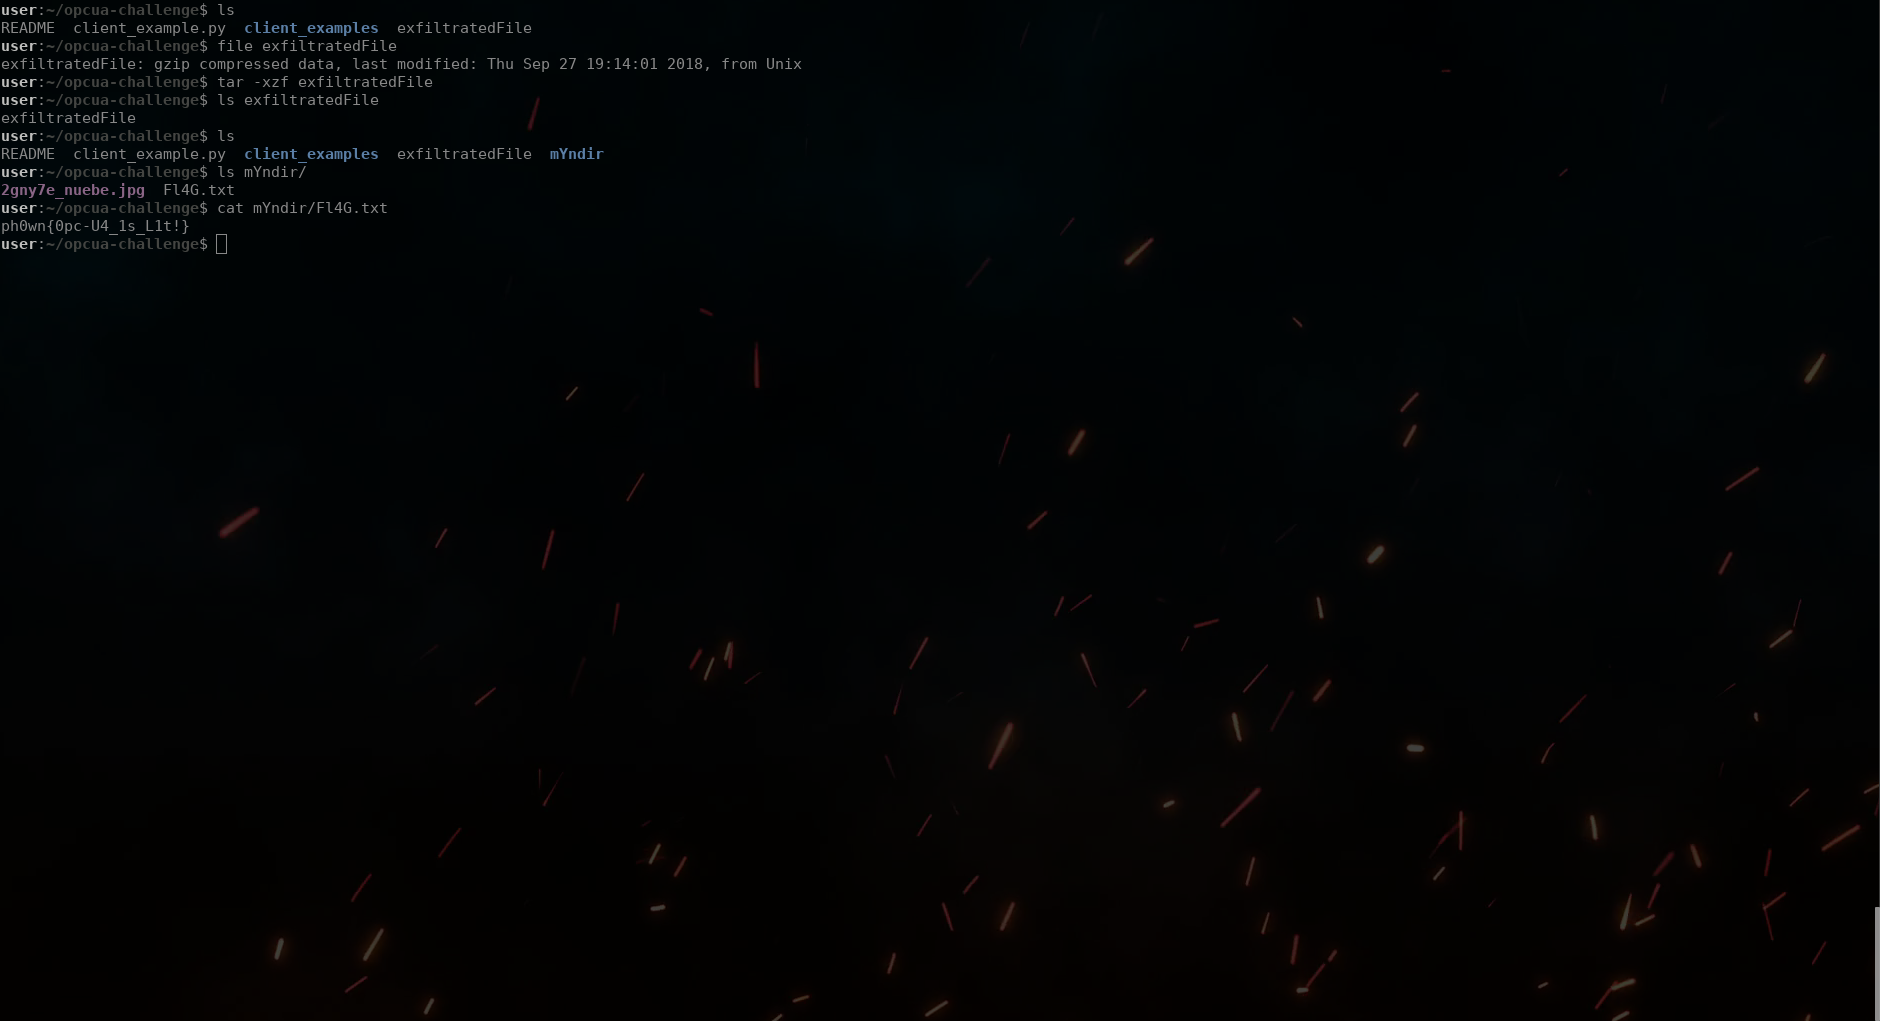 user:~/opcua-challenge$ ls
README  client_example.py  client_examples  exfiltratedFile
user:~/opcua-challenge$ file exfiltratedFile
exfiltratedFile: gzip compressed data, last modified: Thu Sep 27 19:14:01 2018, from Unix
user:~/opcua-challenge$ tar -xzf exfiltratedFile
user:~/opcua-challenge$ ls exfiltratedFile
exfiltratedFile
user:~/opcua-challenge$ ls
README  client_example.py  client_examples  exfiltratedFile  mYndir
user:~/opcua-challenge$ ls mYndir/
2gny7e_nuebe.jpg  Fl4G.txt
user:~/opcua-challenge$ cat mYndir/Fl4G.txt
ph0wn{0pc-U4_1s_L1t!}
user:~/opcua-challenge$